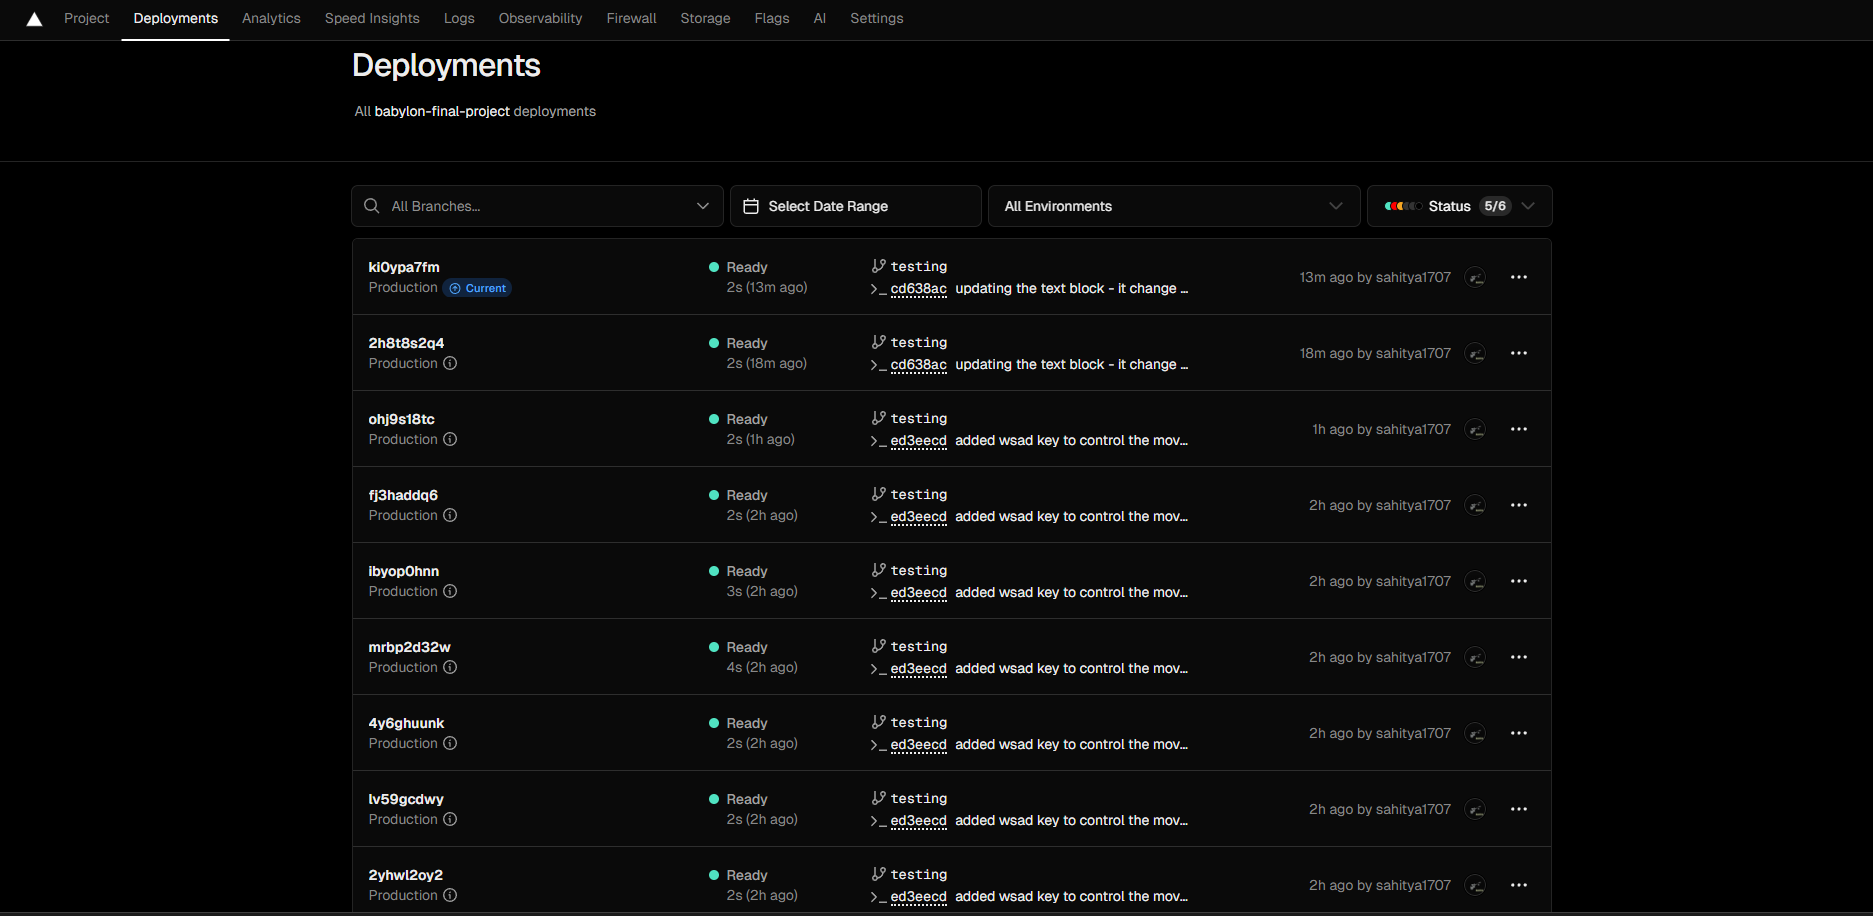 Project Deployments Analytics Speed Insights Logs Observability Firewall Storage Flags AI Settings
Deployments
All babylon-final-project deployments
All Branches... Select Date Range All Environments Status 5/6
ki0ypa7fm Ready testing
Production Current 2s (13m ago) cd638ac updating the text block - it change ... 13m ago by sahitya1707
2h8t8s2q4 Ready testing
Production 2s (18m ago) cd638ac updating the text block - it change ... 18m ago by sahitya1707
ohj9s18tc Ready testing
Production 2s (1h ago) ed3eecd added wsad key to control the mov... 1h ago by sahitya1707
fj3haddq6 Ready testing
Production 2s (2h ago) ed3eecd added wsad key to control the mov... 2h ago by sahitya1707
ibyop0hnn Ready testing
Production 3s (2h ago) ed3eecd added wsad key to control the mov... 2h ago by sahitya1707
mrbp2d32w Ready testing
Production 4s (2h ago) ed3eecd added wsad key to control the mov... 2h ago by sahitya1707
4y6ghuunk Ready testing
Production 2s (2h ago) ed3eecd added wsad key to control the mov... 2h ago by sahitya1707
lv59gcdwy Ready testing
Production 2s (2h ago) ed3eecd added wsad key to control the mov... 2h ago by sahitya1707
2yhwl2oy2 Ready testing
Production 2s (2h ago) ed3eecd added wsad key to control the mov... 2h ago by sahitya1707